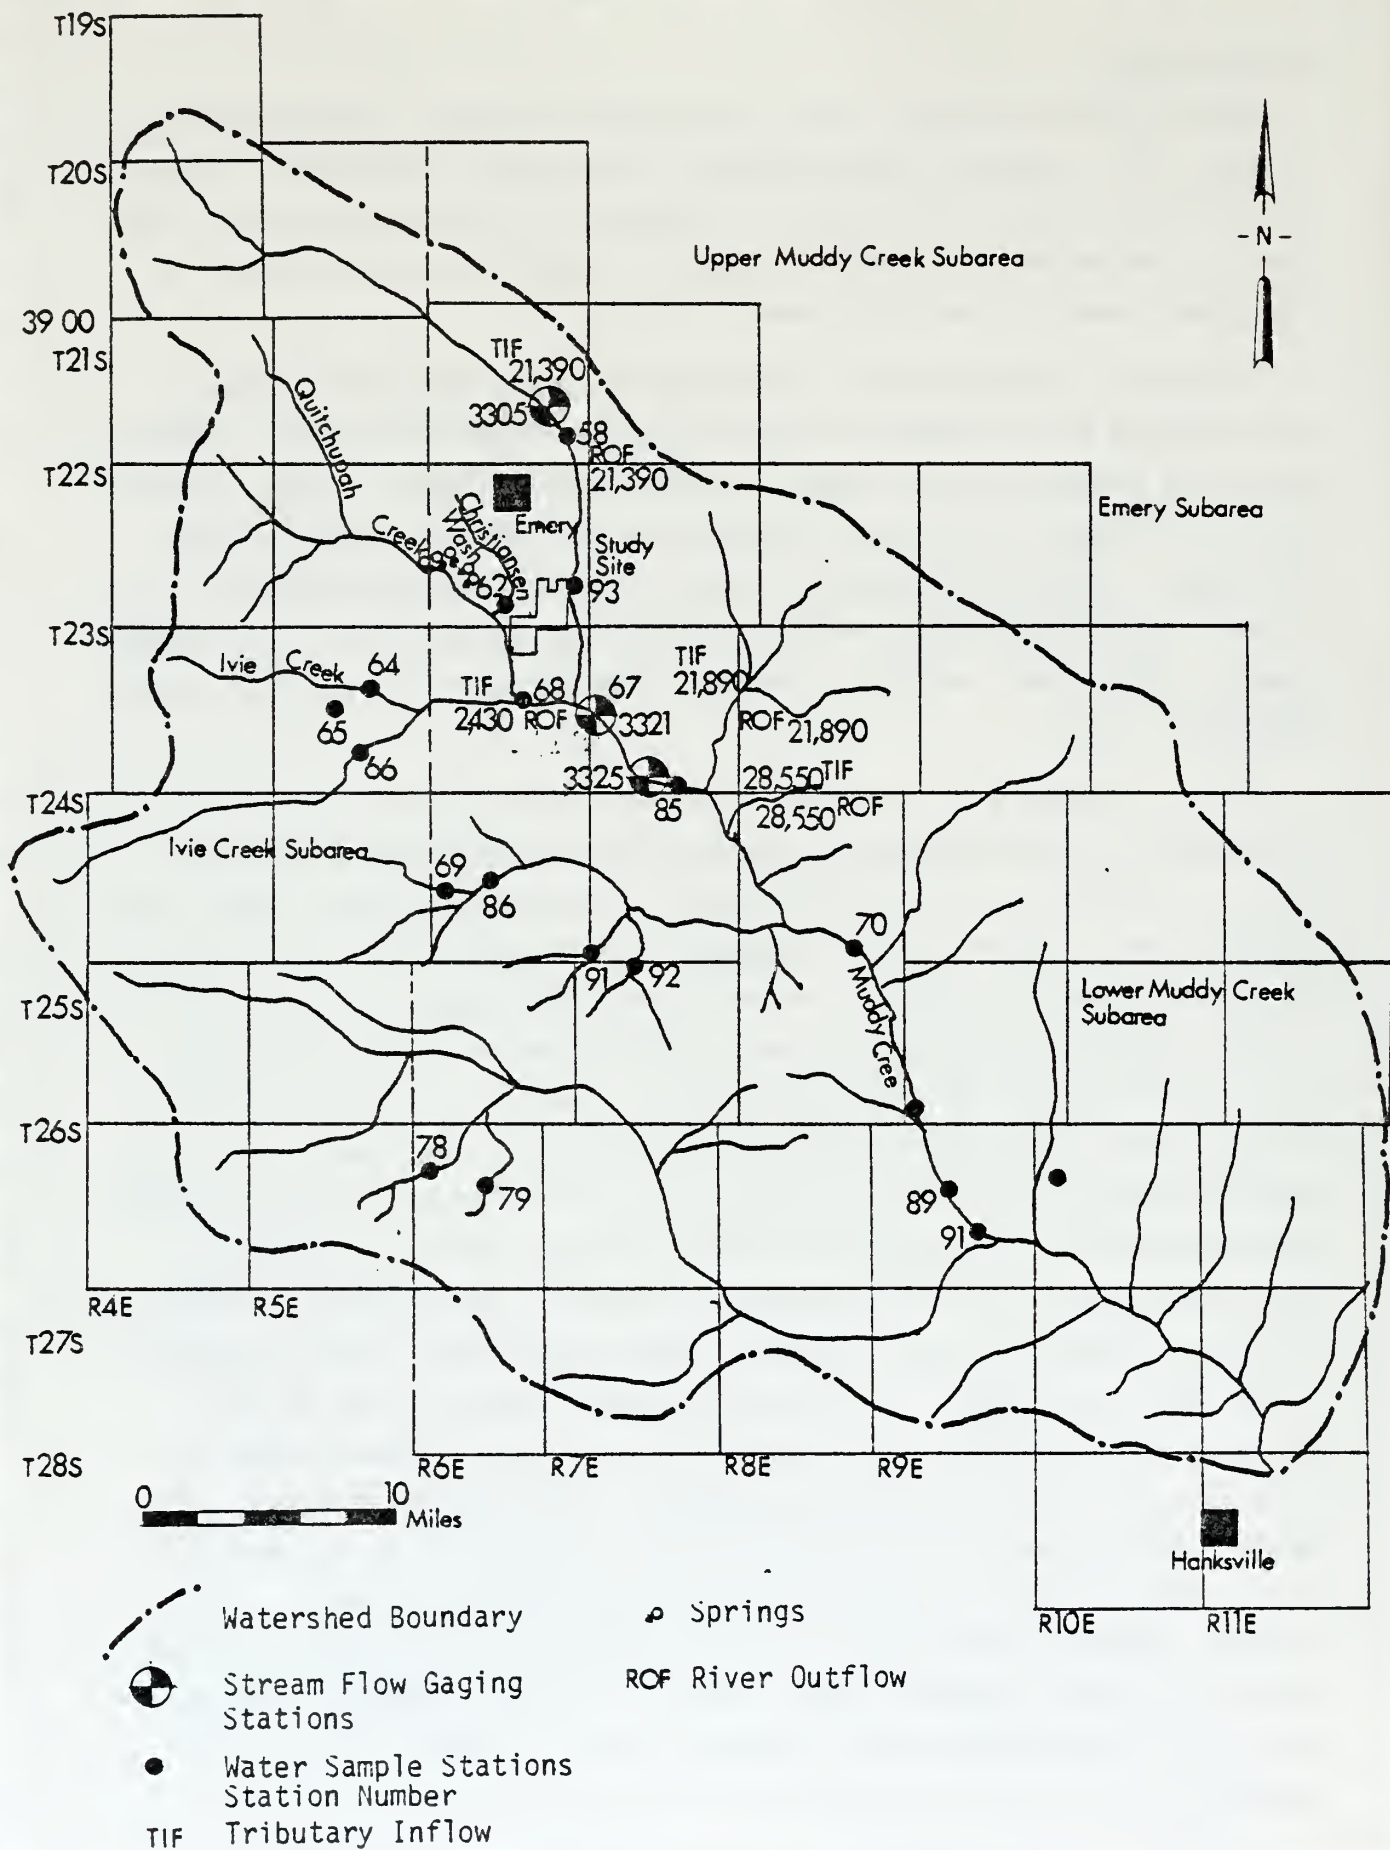 T19S
T20S
- N -
Upper Muddy Creek Subarea
39 00
T21S
TIF
21,390
3305
58
ROF
21,390
Quitchupah
Creek
T22S
Emery
Christiansen
Wash
62
Study
Site
93
Emery Subarea
T23S
Ivie Creek
64
65
66
TIF
2,430
68
ROF
67
3321
TIF
21,890
ROF 21,890
3325
85
28,550 TIF
28,550 ROF
T24S
Ivie Creek Subarea
69
86
70
91
92
Muddy Cree
Lower Muddy Creek
Subarea
T25S
T26S
78
79
89
91
R4E
R5E
T27S
T28S
R6E
R7E
R8E
R9E
0
10
Miles
Hanksville
R10E
R11E
Watershed Boundary
Springs
Stream Flow Gaging
Stations
ROF River Outflow
Water Sample Stations
Station Number
TIF Tributary Inflow